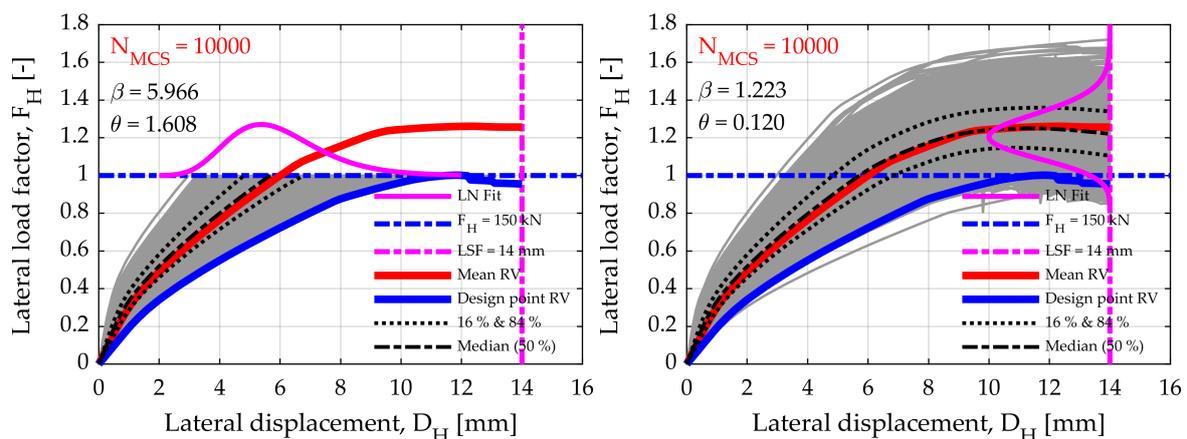 1.8
1.6
1.4
1.2
1
0.8
0.6
0.4
0.2
0
Lateral load factor, F_H [-]
N_MCS = 10000
β = 5.966
θ = 1.608
LN Fit
F_H = 150 kN
LSF = 14 mm
Mean RV
Design point RV
16 % & 84 %
Median (50 %)
0 2 4 6 8 10 12 14 16
Lateral displacement, D_H [mm]
1.8
1.6
1.4
1.2
1
0.8
0.6
0.4
0.2
0
Lateral load factor, F_H [-]
N_MCS = 10000
β = 1.223
θ = 0.120
LN Fit
F_H = 150 kN
LSF = 14 mm
Mean RV
Design point RV
16 % & 84 %
Median (50 %)
0 2 4 6 8 10 12 14 16
Lateral displacement, D_H [mm]